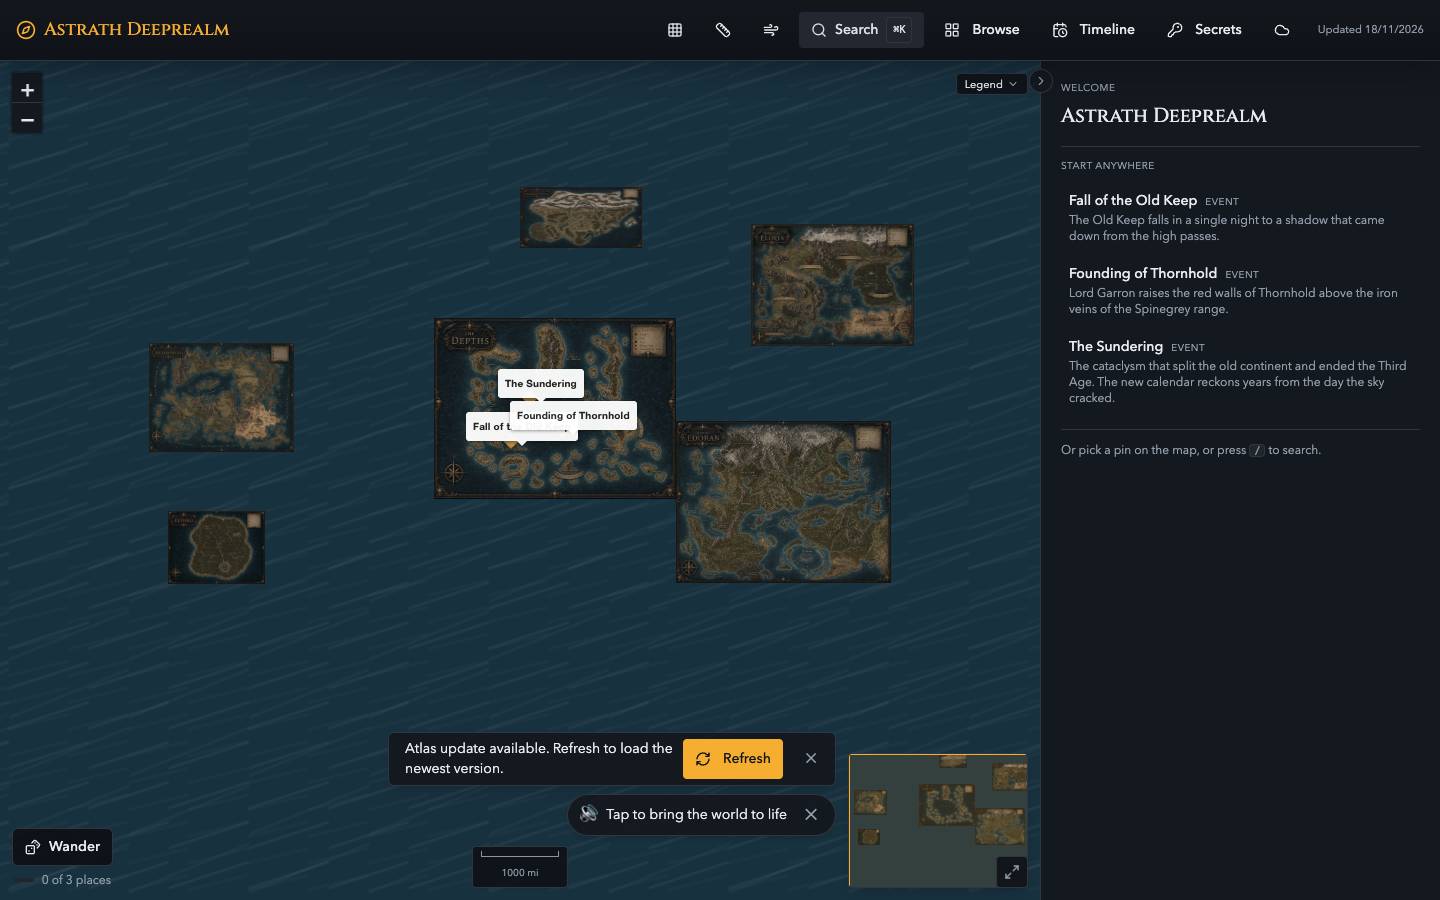 Astrath Deeprealm
Search ⌘K
Browse
Timeline
Secrets
Updated 18/11/2026
+
−
Legend
The Sundering
Founding of Thornhold
Fall of t
THE DEPTHS
ELORIS
EDORAN
Atlas update available. Refresh to load the
newest version.
Refresh
Tap to bring the world to life
Wander
0 of 3 places
1000 mi
WELCOME
Astrath Deeprealm
START ANYWHERE
Fall of the Old Keep EVENT
The Old Keep falls in a single night to a shadow that came
down from the high passes.
Founding of Thornhold EVENT
Lord Garron raises the red walls of Thornhold above the iron
veins of the Spinegrey range.
The Sundering EVENT
The cataclysm that split the old continent and ended the Third
Age. The new calendar reckons years from the day the sky
cracked.
Or pick a pin on the map, or press / to search.